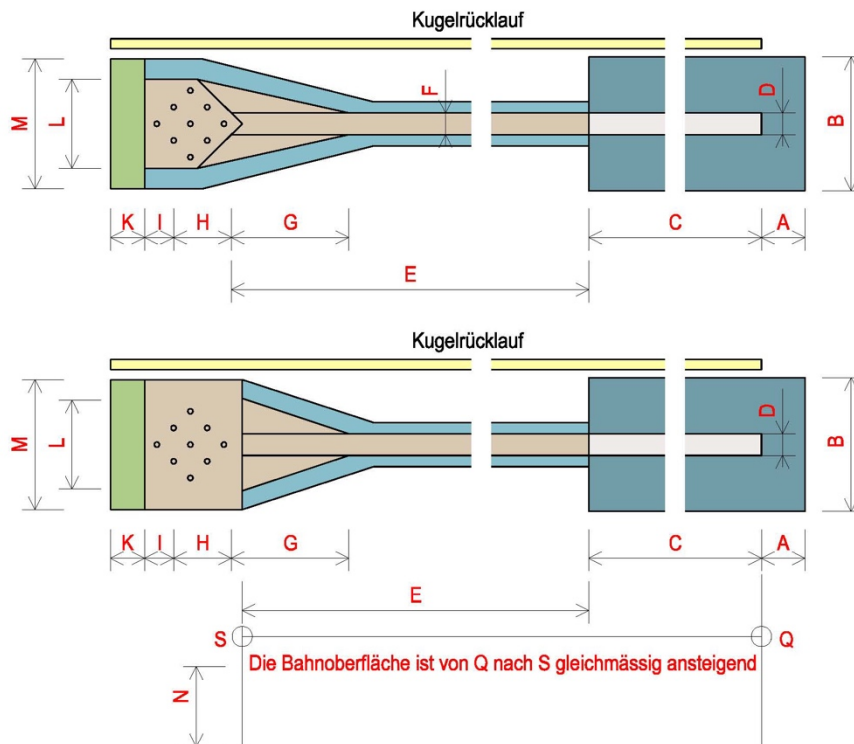 Kugelrücklauf
F
D
M
L
B
K
I
H
G
C
A
E
Kugelrücklauf
D
M
L
B
K
I
H
G
C
A
E
S
Q
Die Bahnoberfläche ist von Q nach S gleichmässig ansteigend
N